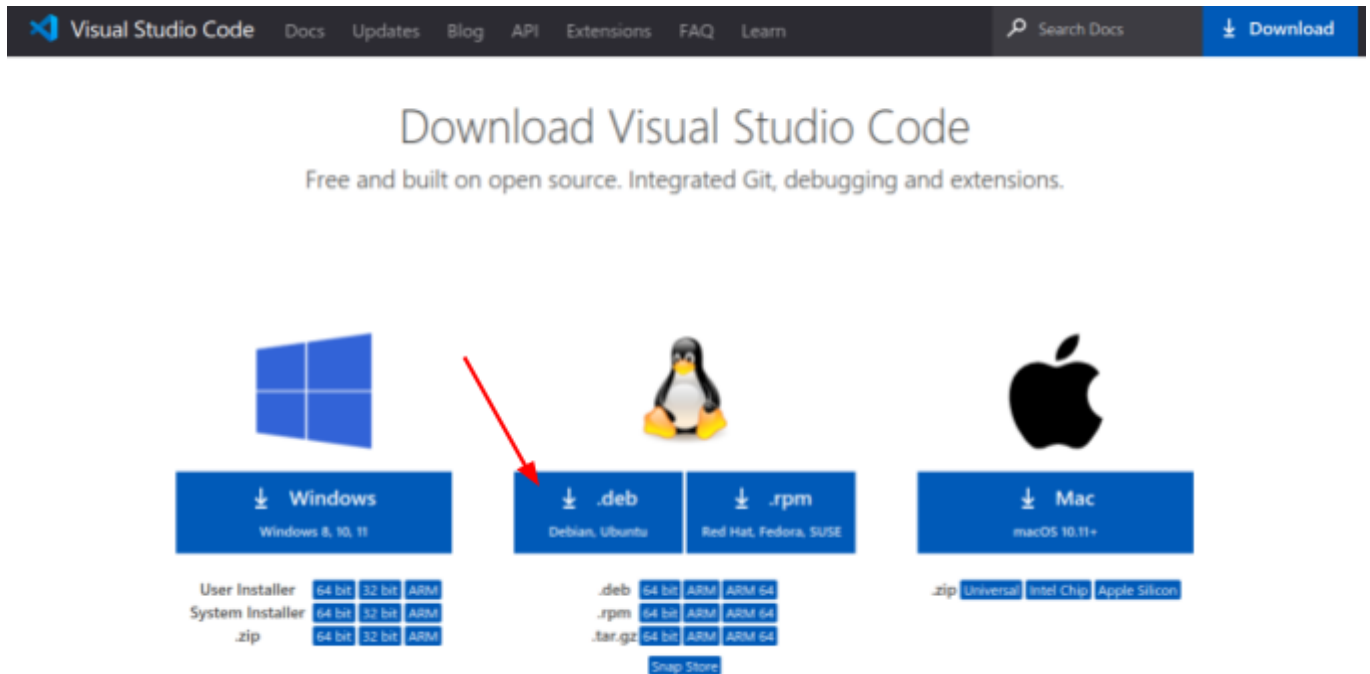 Visual Studio Code Docs Updates Blog API Extensions FAQ Learn Search Docs Download
Download Visual Studio Code
Free and built on open source. Integrated Git, debugging and extensions.
Windows
Windows 8, 10, 11
User Installer 64 bit 32 bit ARM
System Installer 64 bit 32 bit ARM
.zip 64 bit 32 bit ARM
.deb
Debian, Ubuntu
.rpm
Red Hat, Fedora, SUSE
.deb 64 bit ARM ARM 64
.rpm 64 bit ARM ARM 64
.tar.gz 64 bit ARM ARM 64
Snap Store
Mac
macOS 10.11+
.zip Universal Intel Chip Apple Silicon